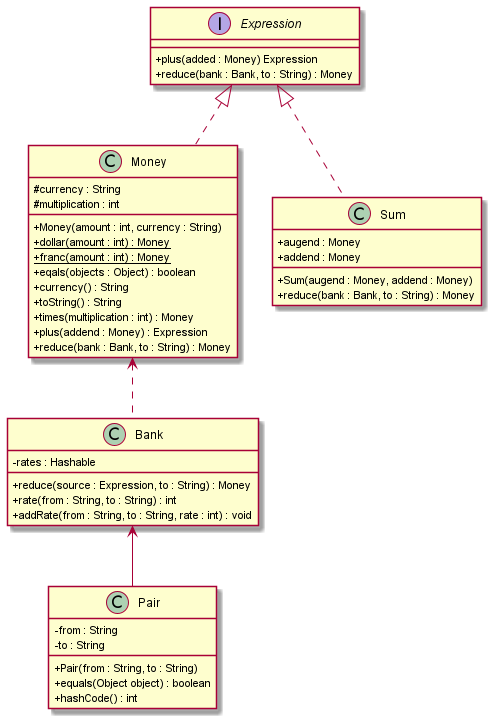 I Expression
+plus(added : Money) Expression
+reduce(bank : Bank, to : String) : Money
C Money
#currency : String
#multiplication : int
+Money(amount : int, currency : String)
+dollar(amount : int) : Money
+franc(amount : int) : Money
+eqals(objects : Object) : boolean
+currency() : String
+toString() : String
+times(multiplication : int) : Money
+plus(addend : Money) : Expression
+reduce(bank : Bank, to : String) : Money
C Sum
+augend : Money
+addend : Money
+Sum(augend : Money, addend : Money)
+reduce(bank : Bank, to : String) : Money
C Bank
-rates : Hashable
+reduce(source : Expression, to : String) : Money
+rate(from : String, to : String) : int
+addRate(from : String, to : String, rate : int) : void
C Pair
-from : String
-to : String
+Pair(from : String, to : String)
+equals(Object object) : boolean
+hashCode() : int